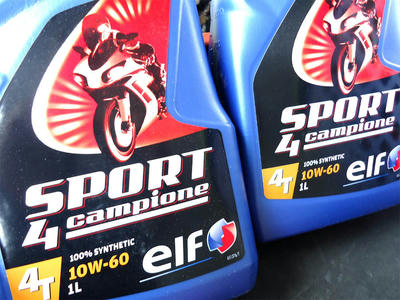 SPORT
4 campione
4T
100% SYNTHETIC
10W-60
1L
elf
SPORT
4 campione
4T
100% SYNTHETIC
10W-60
1L
elf